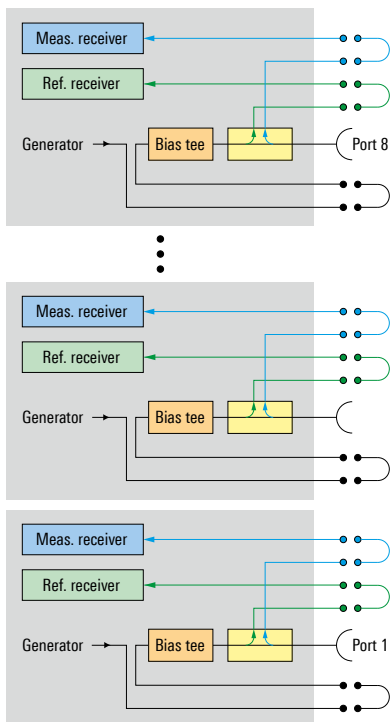 Meas. receiver
Ref. receiver
Generator
Bias tee
Port 8
Meas. receiver
Ref. receiver
Generator
Bias tee
Meas. receiver
Ref. receiver
Generator
Bias tee
Port 1